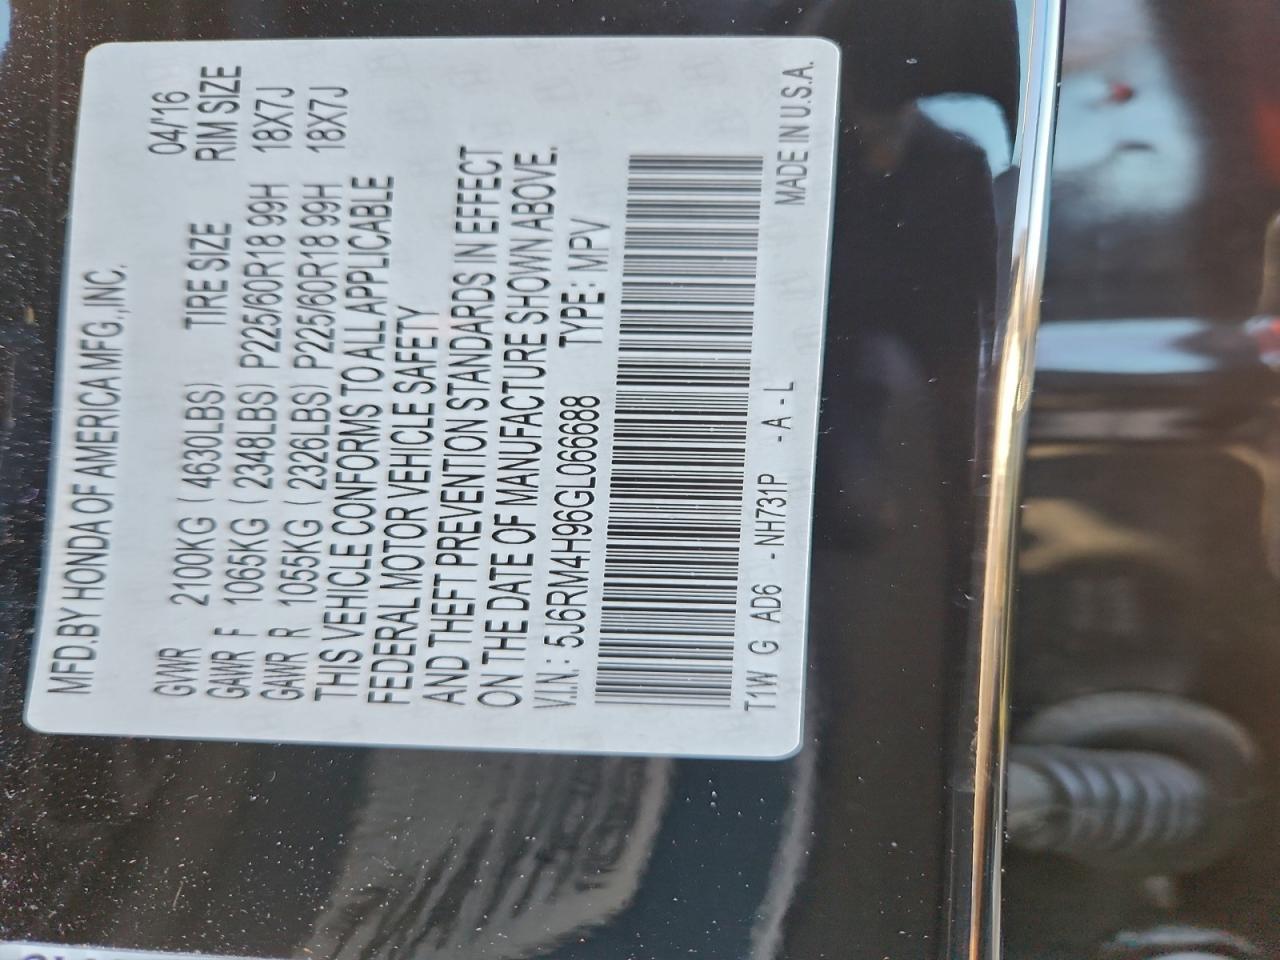 MFD.BY HONDA OF AMERICA MFG.,INC.
04/16
GVWR 2100KG ( 4630LBS) TIRE SIZE RIM SIZE
GAWR F 1065KG ( 2348LBS) P225/60R18 99H 18X7J
GAWR R 1055KG ( 2326LBS) P225/60R18 99H 18X7J
THIS VEHICLE CONFORMS TO ALL APPLICABLE
FEDERAL MOTOR VEHICLE SAFETY
AND THEFT PREVENTION STANDARDS IN EFFECT
ON THE DATE OF MANUFACTURE SHOWN ABOVE.
V.I.N.: 5J6RM4H96GL066688 TYPE: MPV
T1W G AD6 - NH731P - A - L MADE IN U.S.A.